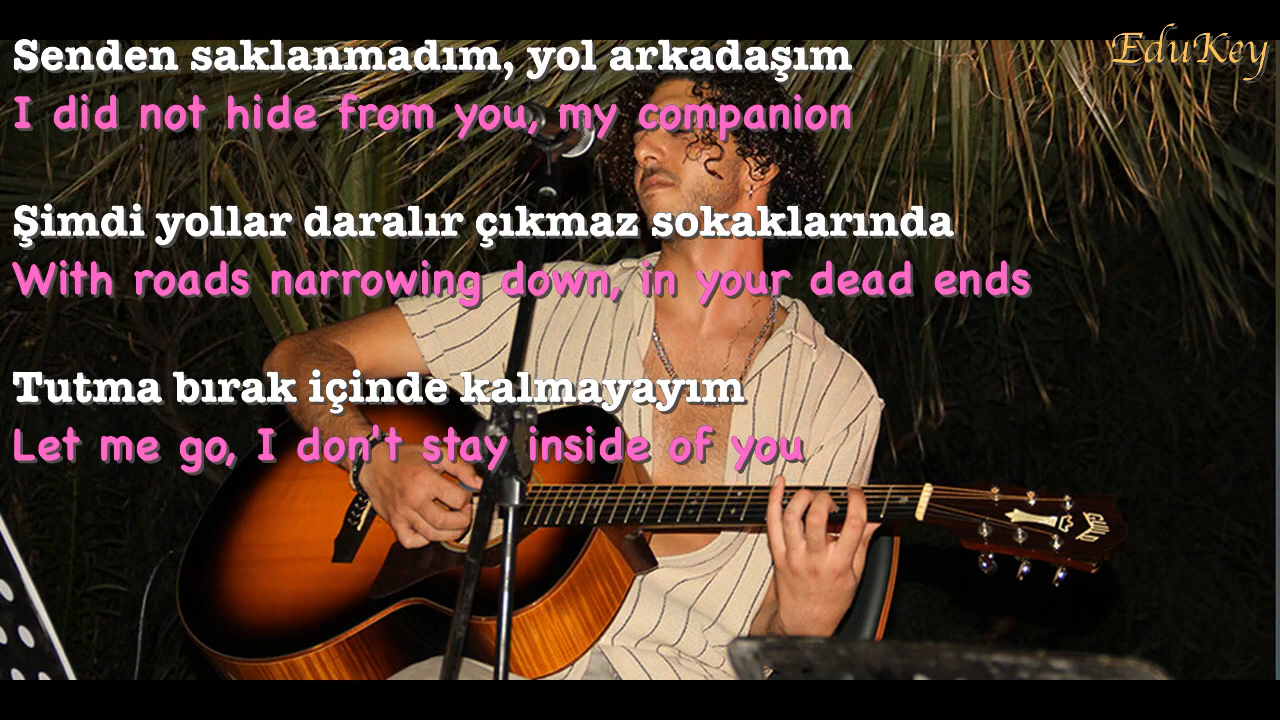 EduKey
Senden saklanmadım, yol arkadaşım
I did not hide from you, my companion
Şimdi yollar daralır çıkmaz sokaklarında
With roads narrowing down, in your dead ends
Tutma bırak içinde kalmayayım
Let me go, I don't stay inside of you
GUILD